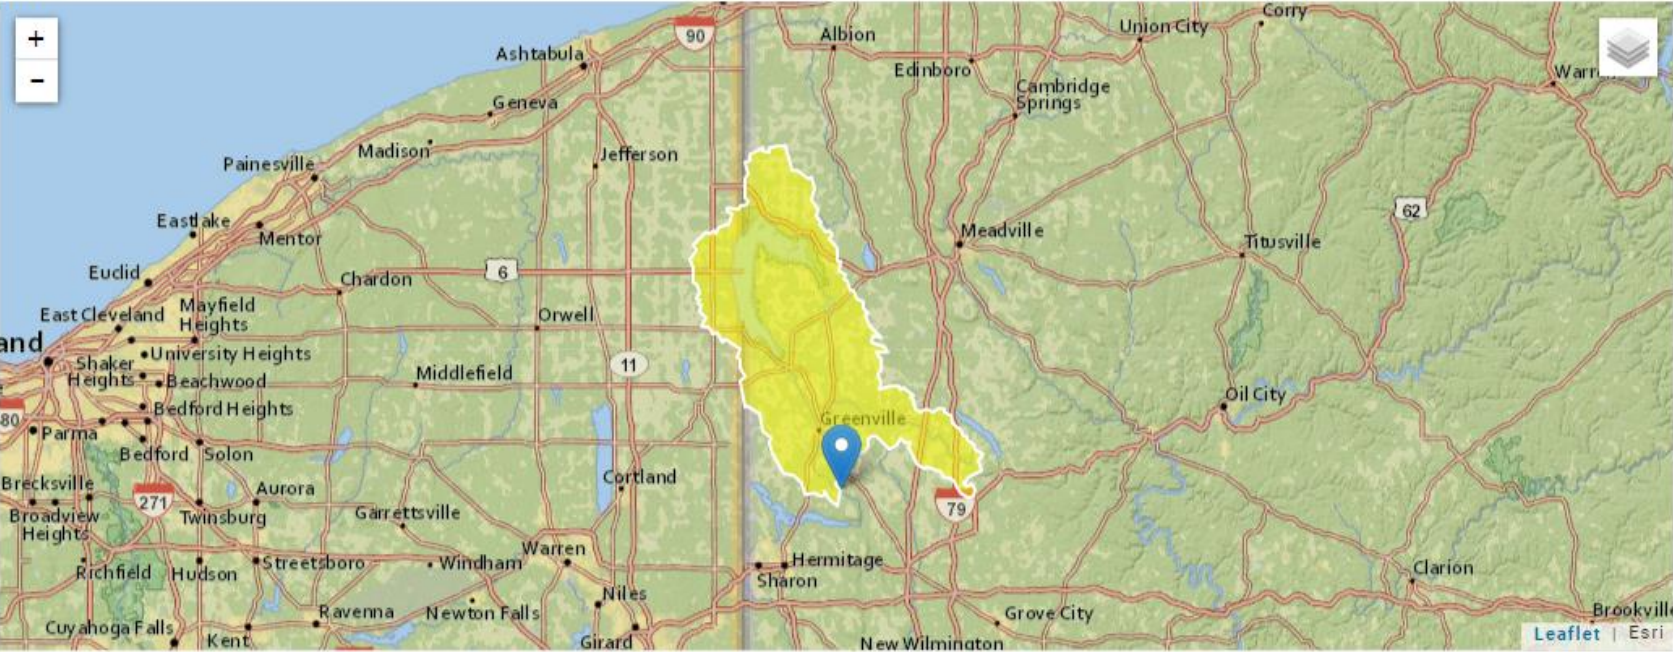 +
-
90
Albion
Union City
Corry
Ashtabula
Edinboro
Cambridge
Springs
Geneva
Madison
Jefferson
Painesville
Eastlake
Mentor
62
Meadville
Titusville
Euclid
Chardon
6
Mayfield
Heights
East Cleveland
Orwell
and
University Heights
Shaker
Heights
Beachwood
Middlefield
11
Bedford Heights
80
Parma
Bedford
Solon
Greenville
Oil City
Cortland
Brecksville
271
Aurora
Twinsburg
Broadview
Heights
Garrettsville
79
Richfield
Hudson
Streetsboro
Windham
Warren
Hermitage
Sharon
Clarion
Niles
Ravenna
Newton Falls
Grove City
Cuyahoga Falls
Kent
Girard
New Wilmington
Leaflet | Esri